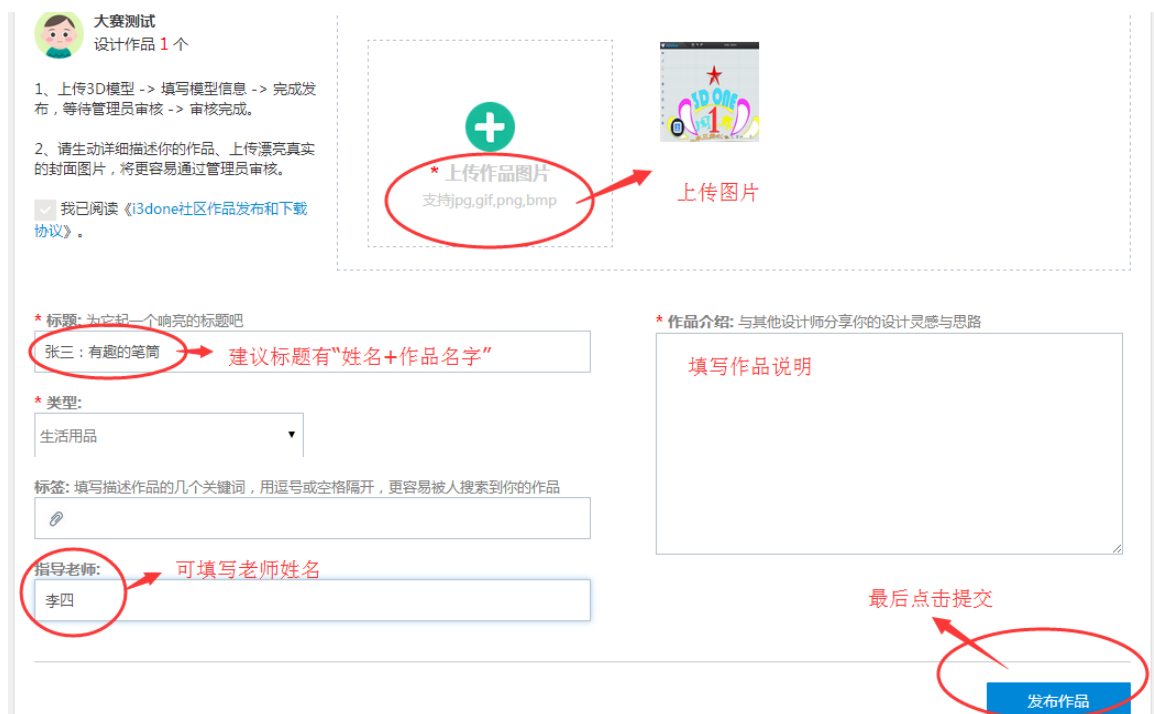 大赛测试
设计作品 1 个
1、上传3D模型 -> 填写模型信息 -> 完成发
布，等待管理员审核 -> 审核完成。
2、请生动详细描述你的作品、上传漂亮真实
的封面图片，将更容易通过管理员审核。
我已阅读《i3done社区作品发布和下载
协议》。
* 上传作品图片
支持jpg,gif,png,bmp
3D ONE
1
上传图片
* 标题: 为它起一个响亮的标题吧
张三：有趣的笔筒
建议标题有“姓名+作品名字”
* 类型:
生活用品
标签: 填写描述作品的几个关键词，用逗号或空格隔开，更容易被人搜索到你的作品
指导老师:
可填写老师姓名
李四
* 作品介绍: 与其他设计师分享你的设计灵感与思路
填写作品说明
最后点击提交
发布作品